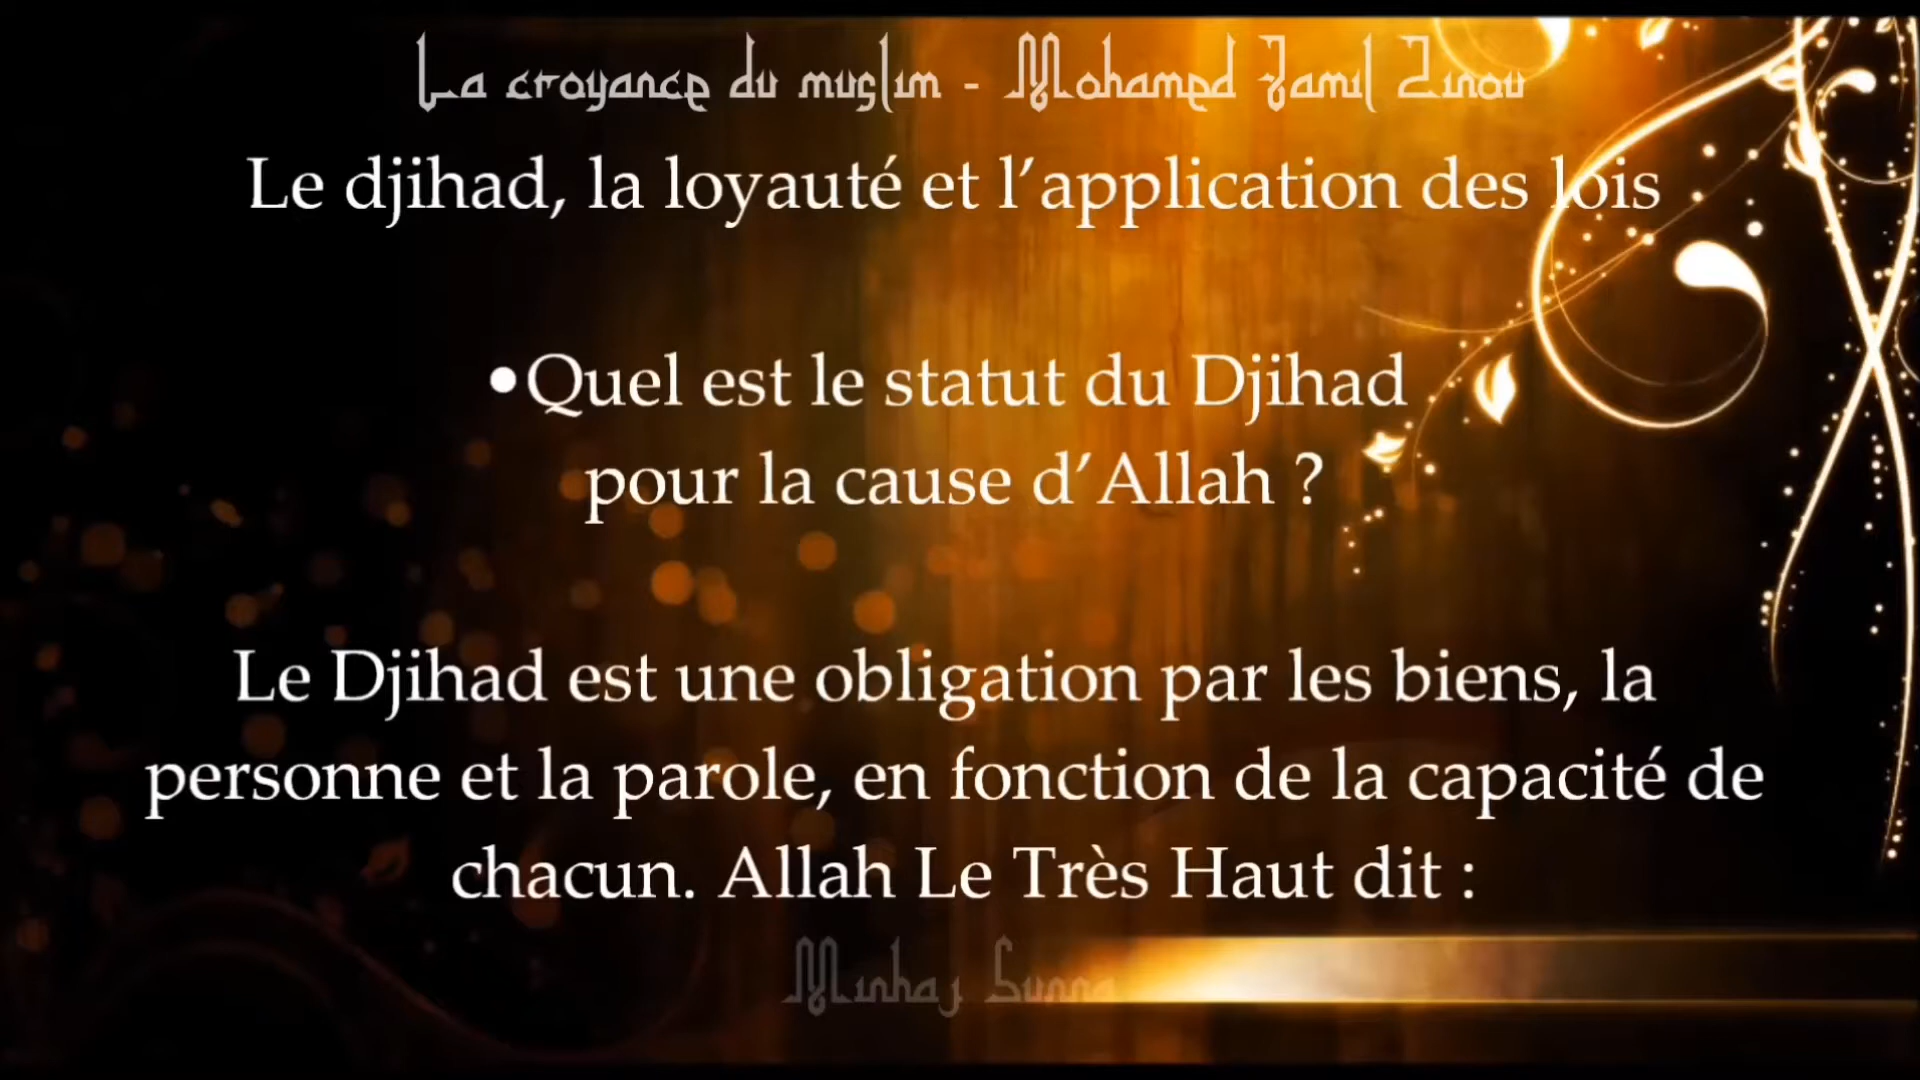 La croyance du muslim - Mohamed Jamil Zinou
Le djihad, la loyauté et l’application des lois
•Quel est le statut du Djihad
pour la cause d’Allah ?
Le Djihad est une obligation par les biens, la
personne et la parole, en fonction de la capacité de
chacun. Allah Le Très Haut dit :
Minhaj Sunna